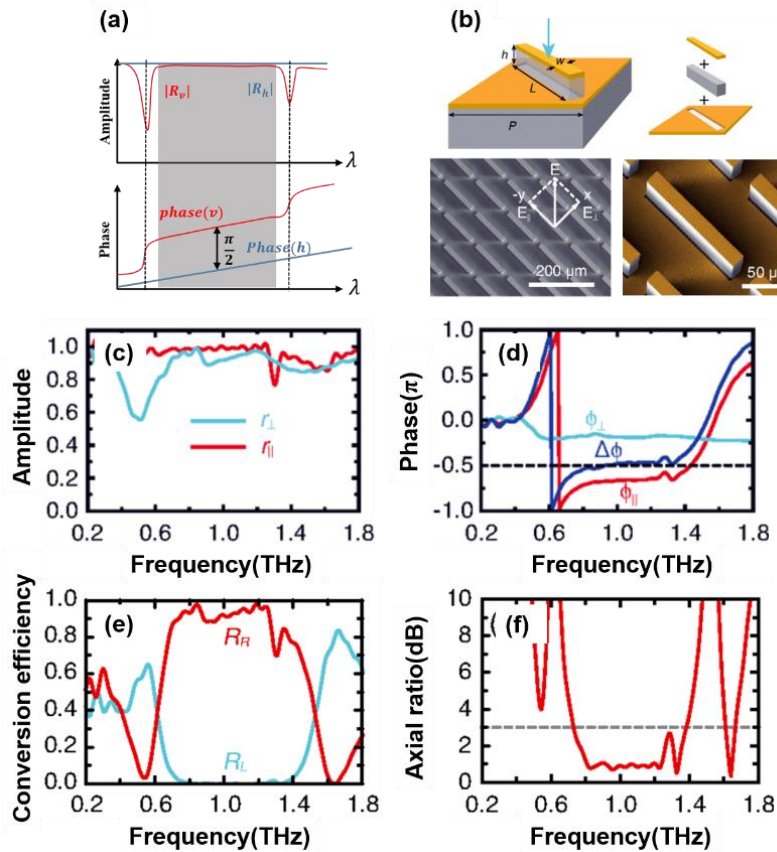 (a)
Amplitude
|Rv|
|Rh|
λ
Phase
phase(v)
π/2
Phase(h)
λ
(b)
h
w
L
P
+
+
E
-y
x
E∥
E⊥
200 µm
50 µ
(c)
Amplitude
1.0
0.8
0.6
0.4
0.2
0.0
r⊥
r∥
0.2 0.6 1.0 1.4 1.8
Frequency(THz)
(d)
Phase(π)
1.0
0.5
0.0
-0.5
-1.0
ϕ⊥
Δϕ
ϕ∥
0.2 0.6 1.0 1.4 1.8
Frequency(THz)
(e)
Conversion efficiency
1.0
0.8
0.6
0.4
0.2
0.0
RR
RL
0.2 0.6 1.0 1.4 1.8
Frequency(THz)
(f)
Axial ratio(dB)
10
8
6
4
2
0
0.2 0.6 1.0 1.4 1.8
Frequency(THz)